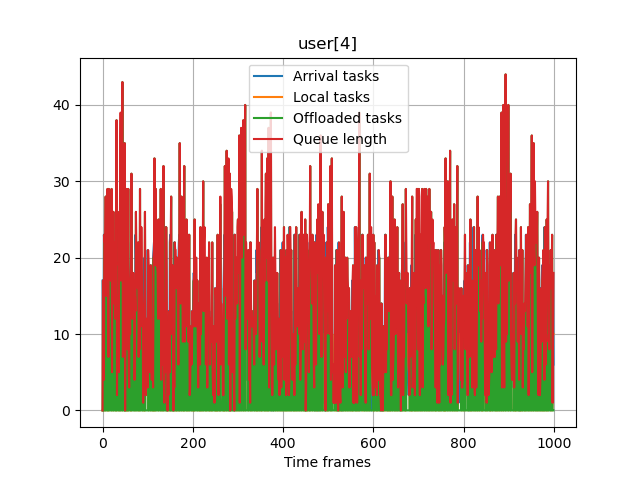 user[4]
Arrival tasks
Local tasks
Offloaded tasks
Queue length
40
30
20
10
0
0 200 400 600 800 1000
Time frames